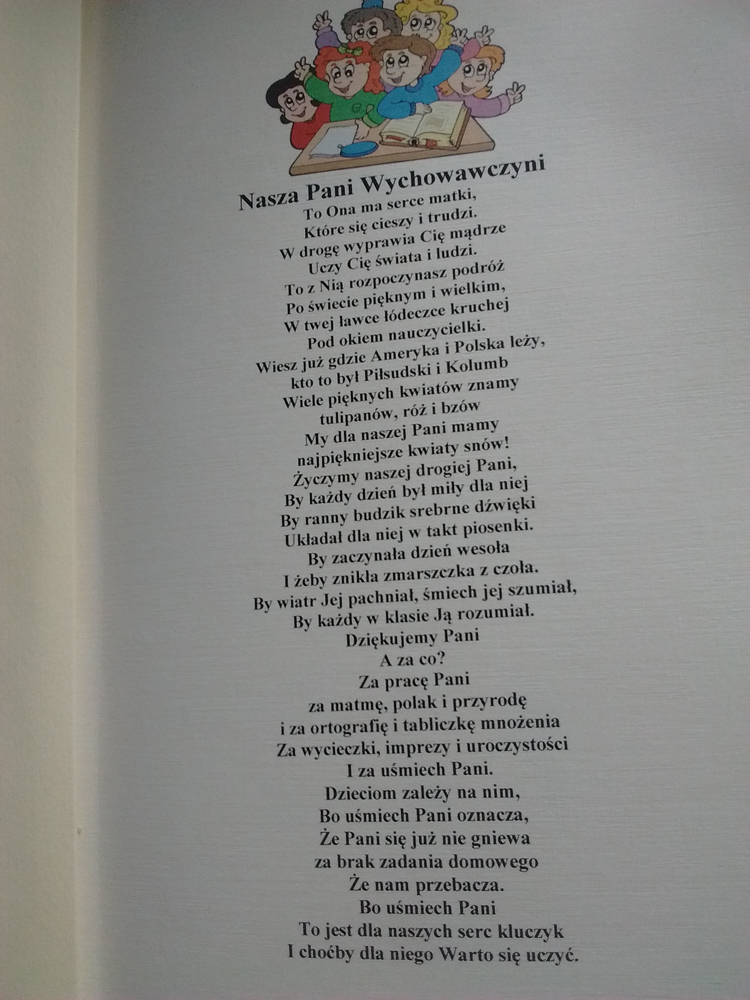 Nasza Pani Wychowawczyni
To Ona ma serce matki,
Które się cieszy i trudzi.
W drogę wyprawia Cię mądrze
Uczy Cię świata i ludzi.
To z Nią rozpoczynasz podróż
Po świecie pięknym i wielkim,
W twej ławce łódeczce kruchej
Pod okiem nauczycielki.
Wiesz już gdzie Ameryka i Polska leży,
kto to był Piłsudski i Kolumb
Wiele pięknych kwiatów znamy
tulipanów, róż i bzów
My dla naszej Pani mamy
najpiękniejsze kwiaty snów!
Życzymy naszej drogiej Pani,
By każdy dzień był miły dla niej
By ranny budzik srebrne dźwięki
Układał dla niej w takt piosenki.
By zaczynała dzień wesoła
I żeby znikła zmarszczka z czoła.
By wiatr Jej pachniał, śmiech jej szumiał,
By każdy w klasie Ją rozumiał.
Dziękujemy Pani
A za co?
Za pracę Pani
za matmę, polak i przyrodę
i za ortografię i tabliczkę mnożenia
Za wycieczki, imprezy i uroczystości
I za uśmiech Pani.
Dzieciom zależy na nim,
Bo uśmiech Pani oznacza,
Że Pani się już nie gniewa
za brak zadania domowego
Że nam przebacza.
Bo uśmiech Pani
To jest dla naszych serc kluczyk
I choćby dla niego Warto się uczyć.